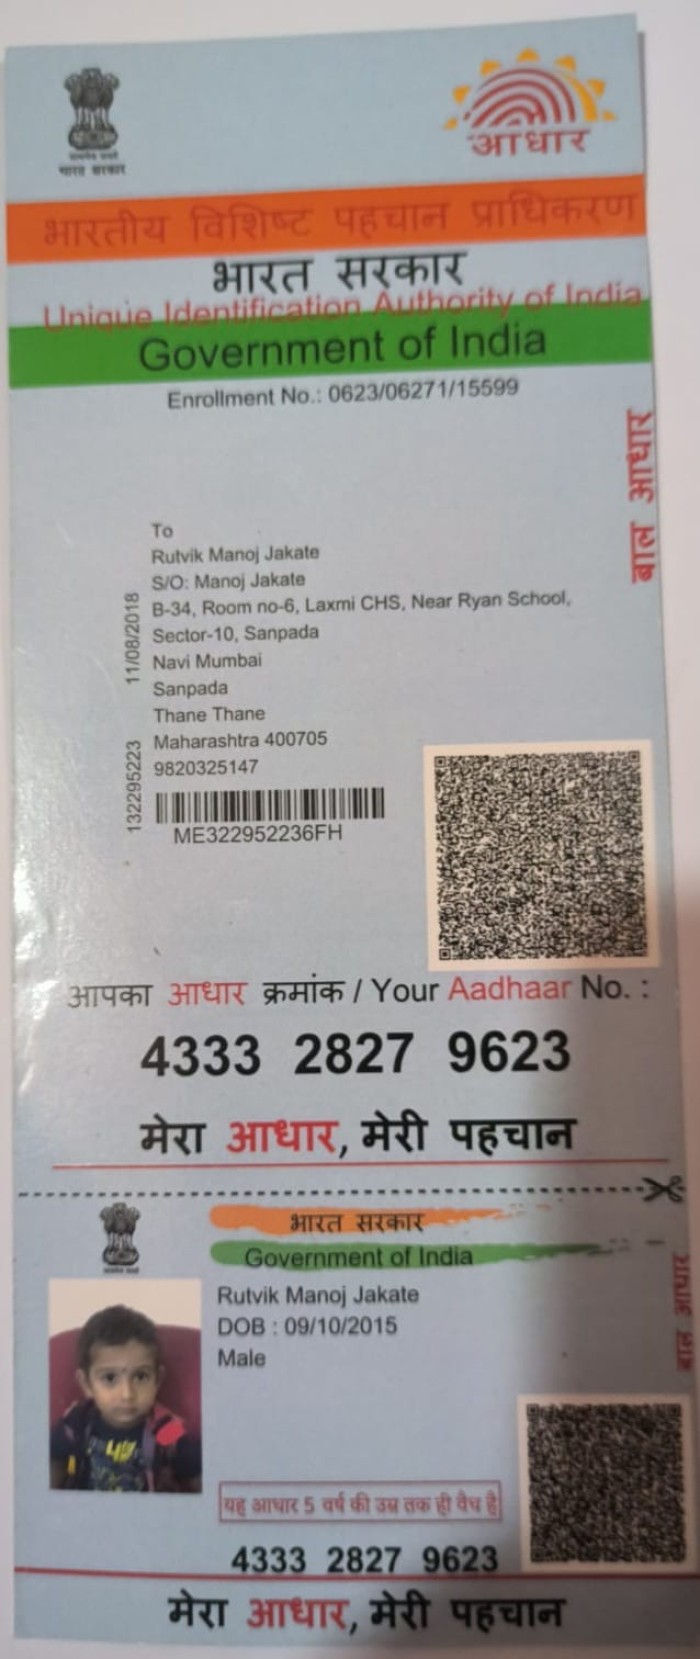 भारत सरकार
आधार
भारतीय विशिष्ट पहचान प्राधिकरण
भारत सरकार
Unique Identification Authority of India
Government of India
Enrollment No.: 0623/06271/15599
बाल आधार
To
Rutvik Manoj Jakate
S/O: Manoj Jakate
B-34, Room no-6, Laxmi CHS, Near Ryan School,
Sector-10, Sanpada
Navi Mumbai
Sanpada
Thane Thane
Maharashtra 400705
9820325147
11/08/2018
132295223
ME322952236FH
आपका आधार क्रमांक / Your Aadhaar No. :
4333 2827 9623
मेरा आधार, मेरी पहचान
भारत सरकार
Government of India
बाल आधार
Rutvik Manoj Jakate
DOB : 09/10/2015
Male
यह आधार 5 वर्ष की उम्र तक ही वैध है
4333 2827 9623
मेरा आधार, मेरी पहचान